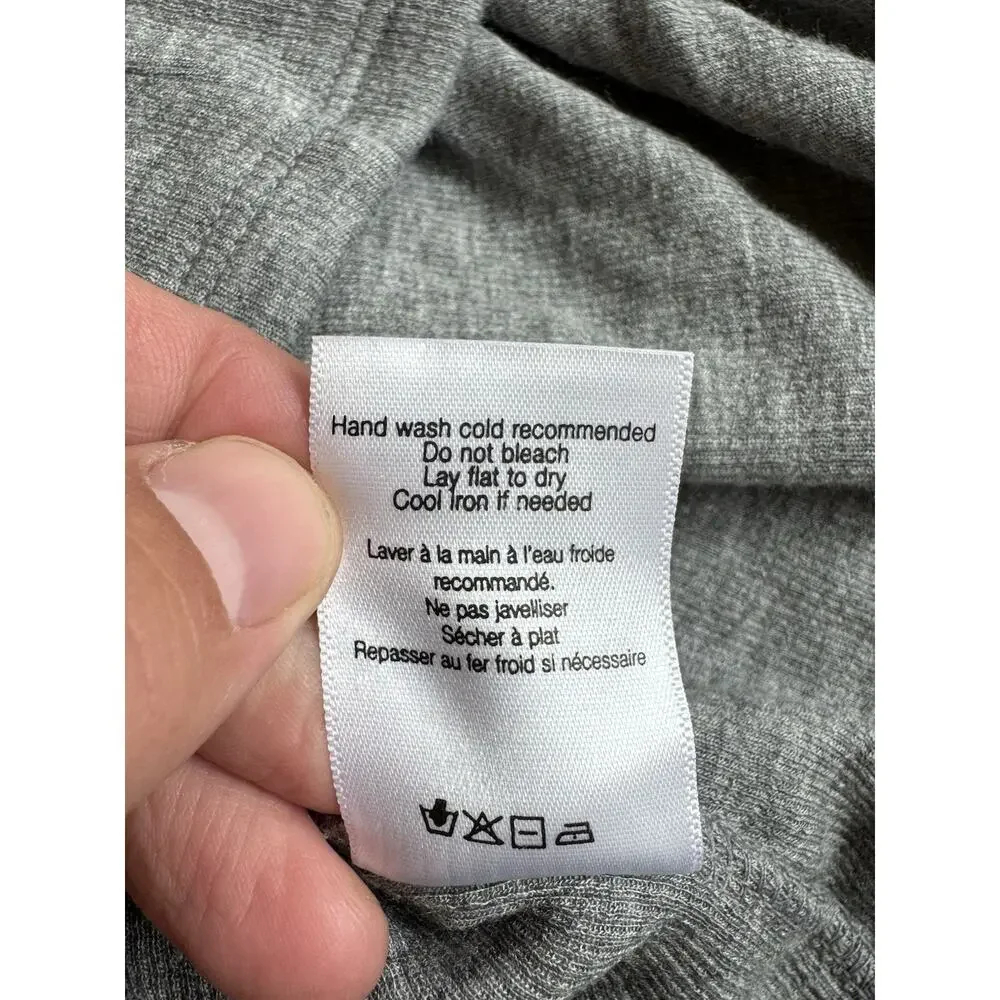 Hand wash cold recommended
Do not bleach
Lay flat to dry
Cool Iron if needed
Laver à la main à l'eau froide
recommandé.
Ne pas javelliser
Sécher à plat
Repasser au fer froid si nécessaire